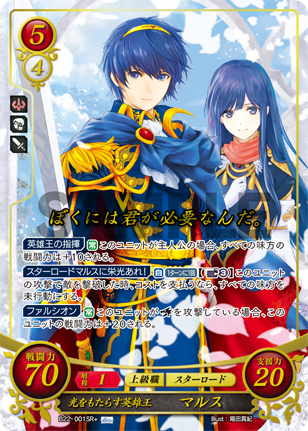 5
4
ぼくには君が必要なんだ。
英雄王の指揮 常 このユニットが主人公の場合、すべての味方の
戦闘力は+10される。
スターロードマルスに栄光あれ! 自 1ターンに1回 【3】このユニット
の攻撃で敵を撃破した時、コストを支払うなら、すべての味方を
未行動にする。
ファルシオン 常 このユニットが を攻撃している場合、この
ユニットの戦闘力は+20される。
戦闘力
70
射程 1 上級職 スターロード
支援力
20
光をもたらす英雄王 マルス
B22-001SR+
Illust:箱田真紀